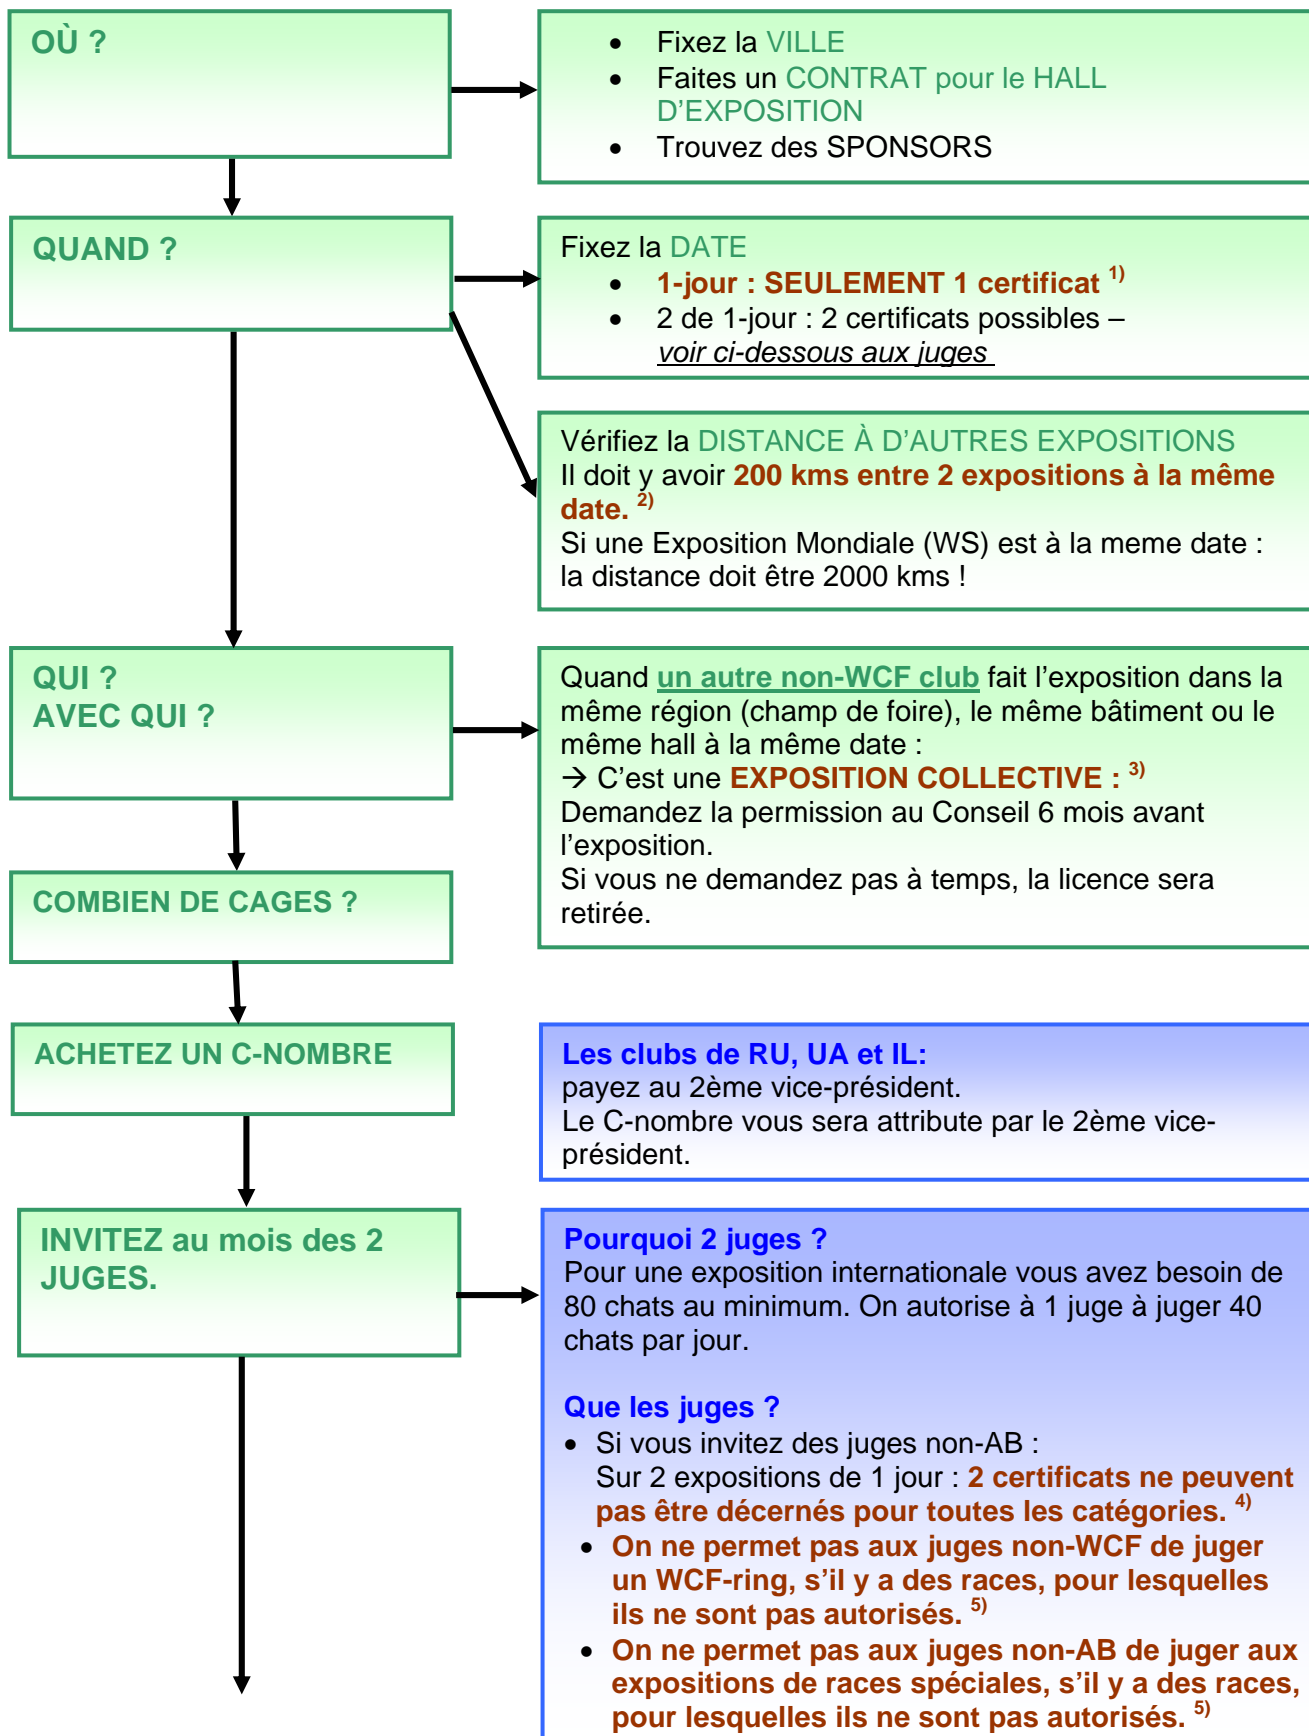 OÙ ?
• Fixez la VILLE
• Faites un CONTRAT pour le HALL
D’EXPOSITION
• Trouvez des SPONSORS
QUAND ?
Fixez la DATE
• 1-jour : SEULEMENT 1 certificat 1)
• 2 de 1-jour : 2 certificats possibles –
voir ci-dessous aux juges
Vérifiez la DISTANCE À D’AUTRES EXPOSITIONS
Il doit y avoir 200 kms entre 2 expositions à la même
date. 2)
Si une Exposition Mondiale (WS) est à la meme date :
la distance doit être 2000 kms !
QUI ?
AVEC QUI ?
Quand un autre non-WCF club fait l’exposition dans la
même région (champ de foire), le même bâtiment ou le
même hall à la même date :
→ C’est une EXPOSITION COLLECTIVE : 3)
Demandez la permission au Conseil 6 mois avant
l’exposition.
Si vous ne demandez pas à temps, la licence sera
retirée.
COMBIEN DE CAGES ?
ACHETEZ UN C-NOMBRE
Les clubs de RU, UA et IL:
payez au 2ème vice-président.
Le C-nombre vous sera attribute par le 2ème vice-
président.
INVITEZ au mois des 2
JUGES.
Pourquoi 2 juges ?
Pour une exposition internationale vous avez besoin de
80 chats au minimum. On autorise à 1 juge à juger 40
chats par jour.
Que les juges ?
• Si vous invitez des juges non-AB :
Sur 2 expositions de 1 jour : 2 certificats ne peuvent
pas être décernés pour toutes les catégories. 4)
• On ne permet pas aux juges non-WCF de juger
un WCF-ring, s’il y a des races, pour lesquelles
ils ne sont pas autorisés. 5)
• On ne permet pas aux juges non-AB de juger aux
expositions de races spéciales, s’il y a des races,
pour lesquelles ils ne sont pas autorisés. 5)